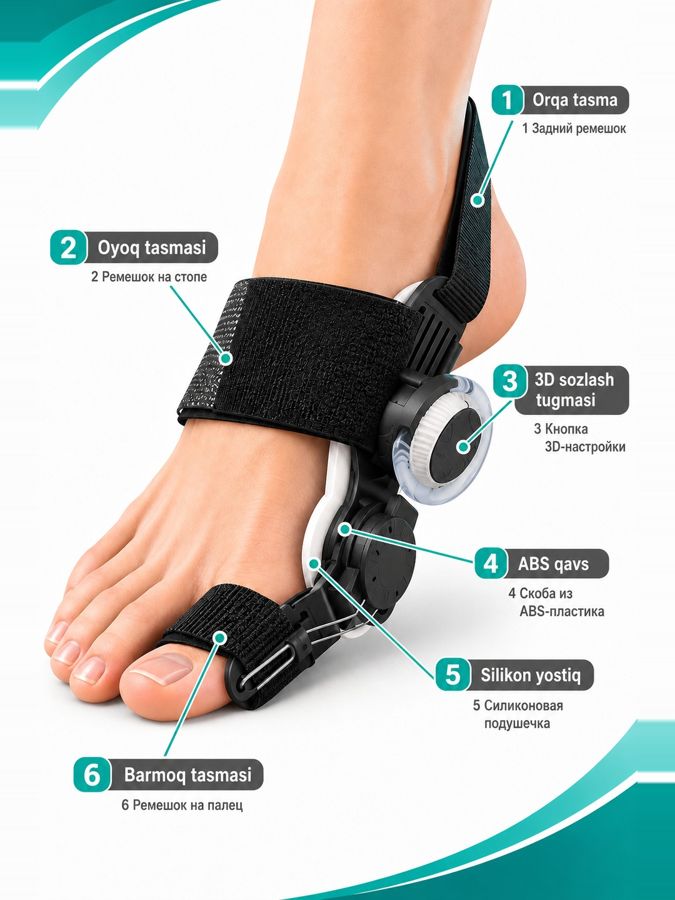 1 Orqa tasma
1 Задний ремешок
2 Oyoq tasmasi
2 Ремешок на стопе
3 3D sozlash
tugmasi
3 Кнопка
3D-настройки
4 ABS qavs
4 Скоба из
ABS-пластика
5 Silikon yostiq
5 Силиконовая
подушечка
6 Barmoq tasmasi
6 Ремешок на палец